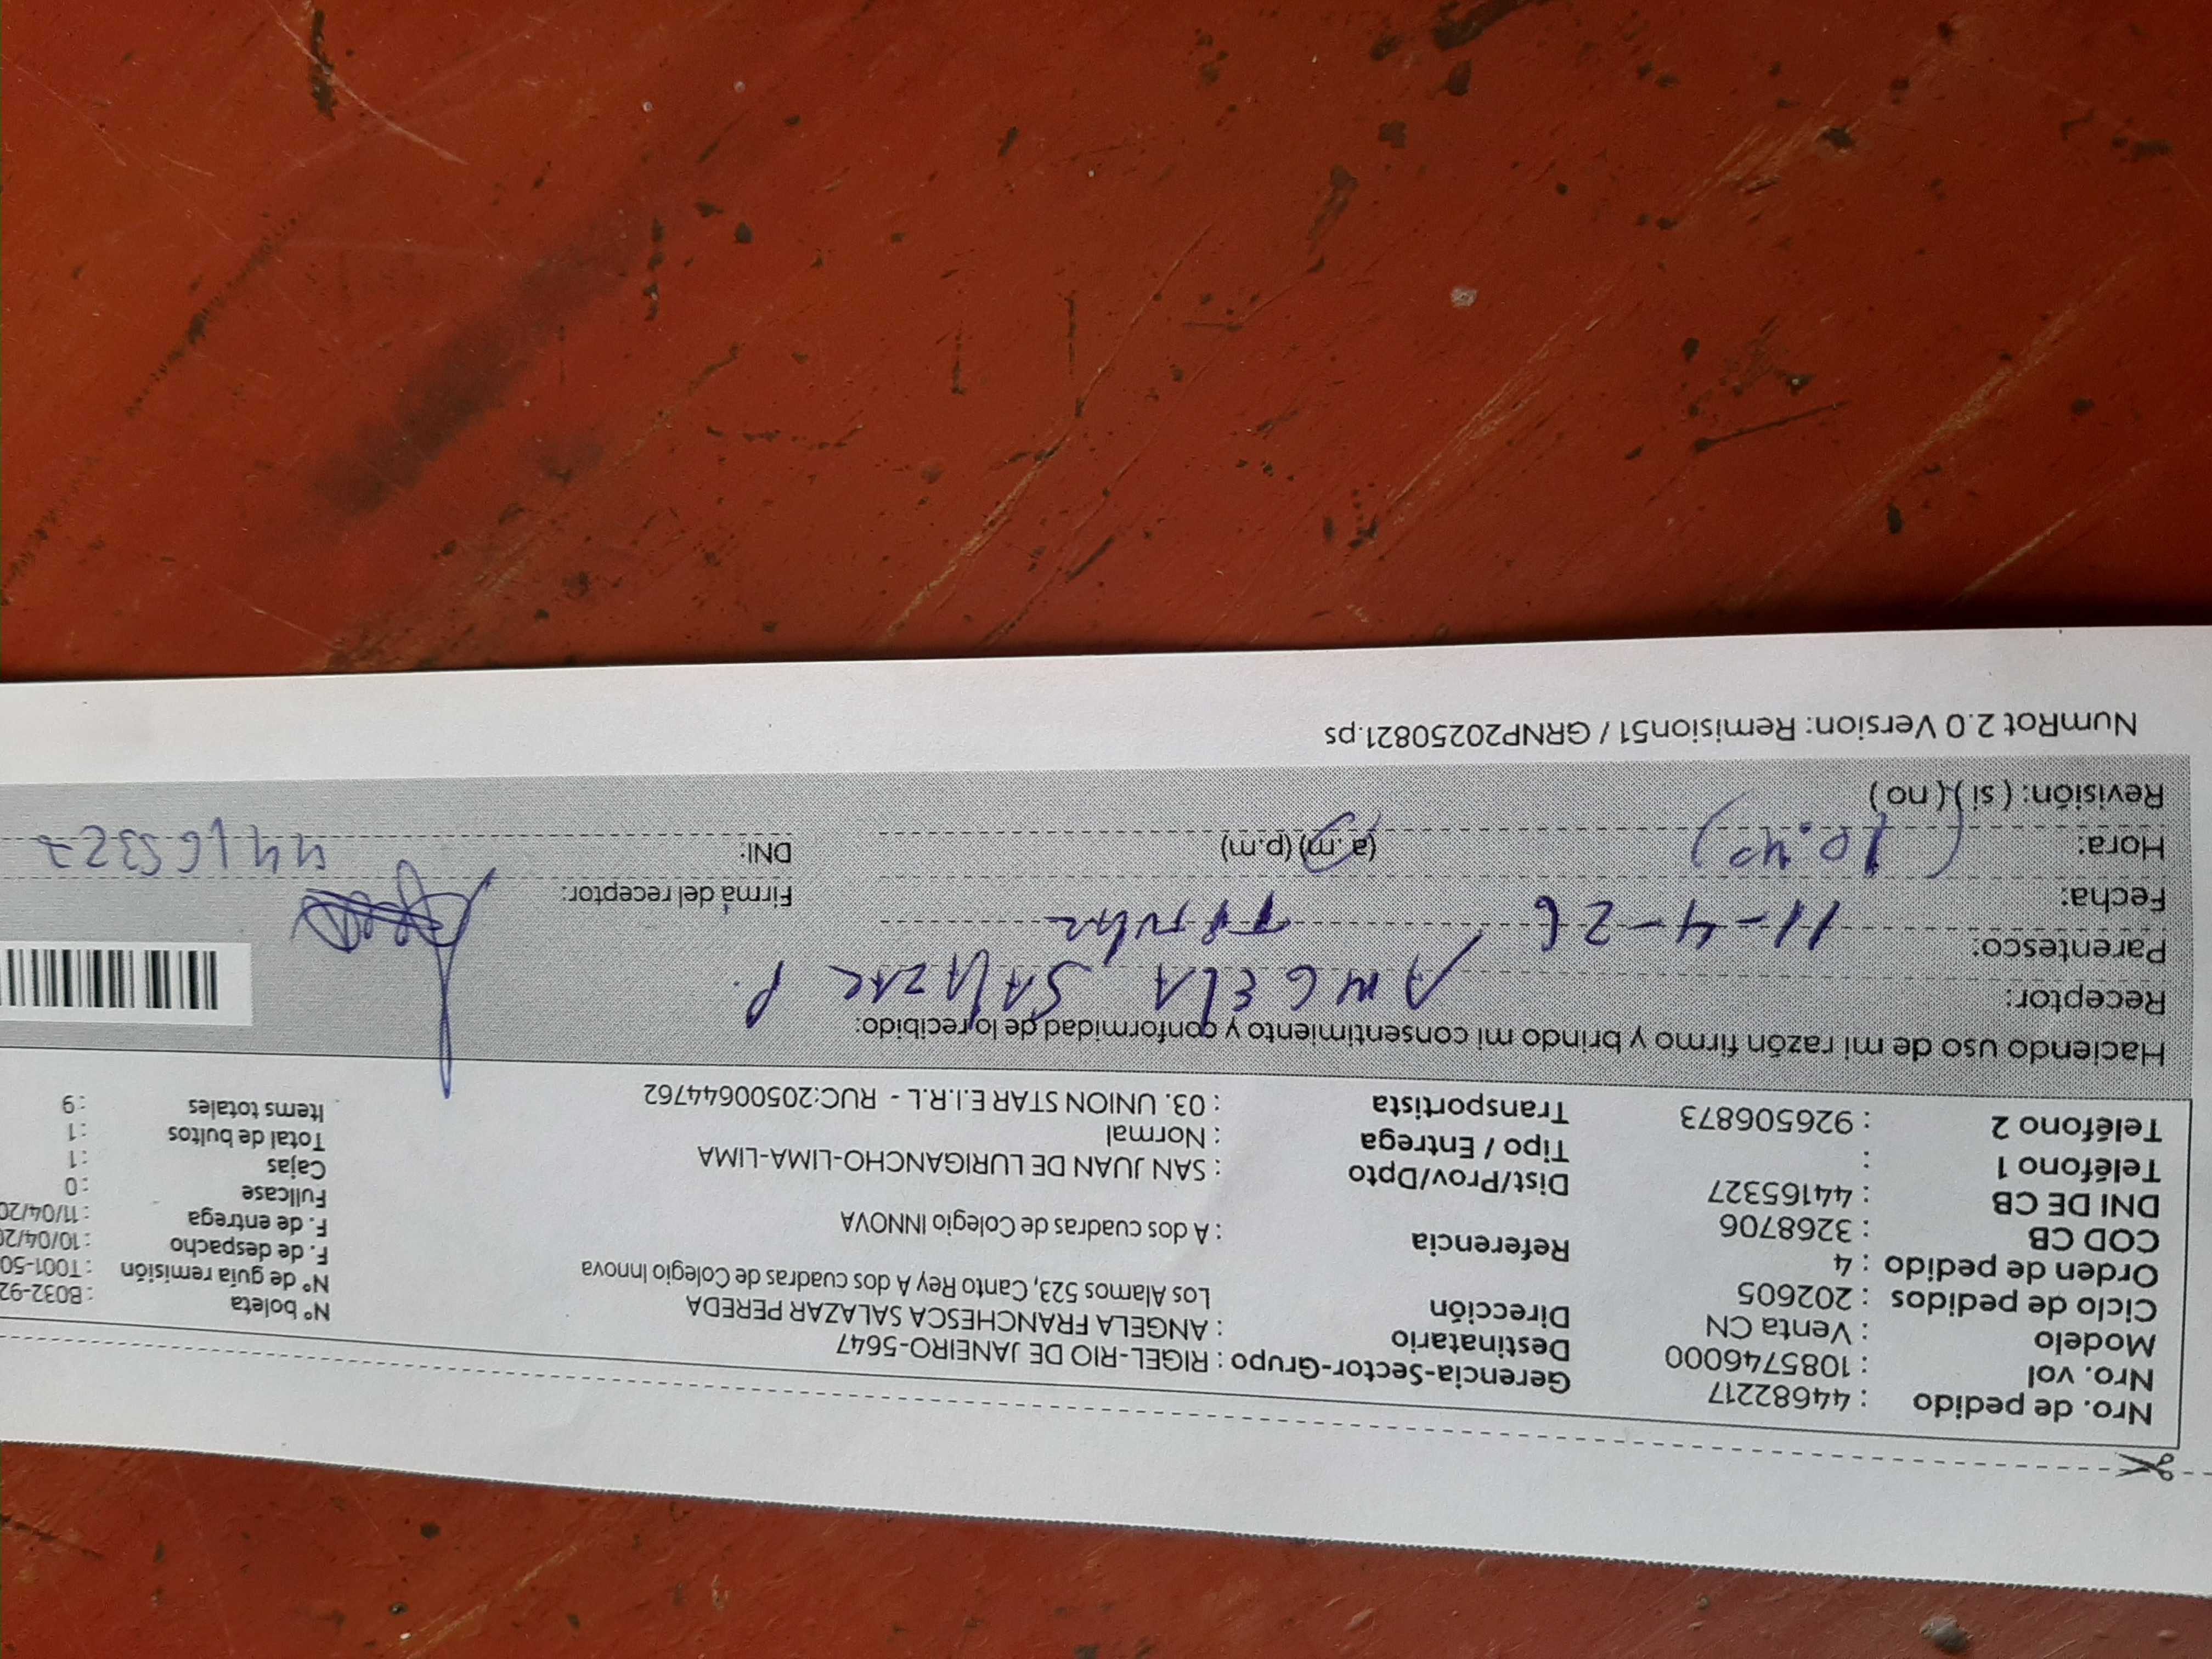 Nro. de pedido : 44682217
Nro. vol : 1085746000
Modelo : Venta CN
Ciclo de pedidos : 202605
Orden de pedido : 4
COD CB : 3268706
DNI DE CB : 44165327
Teléfono 1 :
Teléfono 2 : 926506873
Gerencia-Sector-Grupo : RIGEL-RIO DE JANEIRO-5647
Destinatario : ANGELA FRANCHESCA SALAZAR PEREDA
Dirección Los Alamos 523, Canto Rey A dos cuadras de Colegio Innova
Referencia : A dos cuadras de Colegio INNOVA
Dist/Prov/Dpto : SAN JUAN DE LURIGANCHO-LIMA-LIMA
Tipo / Entrega : Normal
Transportista : 03. UNION STAR E.I.R.L - RUC:20500644762
Nº boleta : B032-92
Nº de guía remisión : T001-50
F. de despacho : 10/04/20
F. de entrega : 11/04/20
Fullcase : 0
Cajas : 1
Total de bultos : 1
Items totales : 9
Haciendo uso de mi razón firmo y brindo mi consentimiento y conformidad de lo recibido:
Receptor: ANGELA SALAZAR P.
Parentesco: Titular
Fecha: 11-4-26
Firma del receptor:
Hora: 10.40 (a.m) (p.m)
DNI: 44165327
Revisión: ( si ) ( no )
NumRot 2.0 Version: Remision51 / GRNP20250821.ps